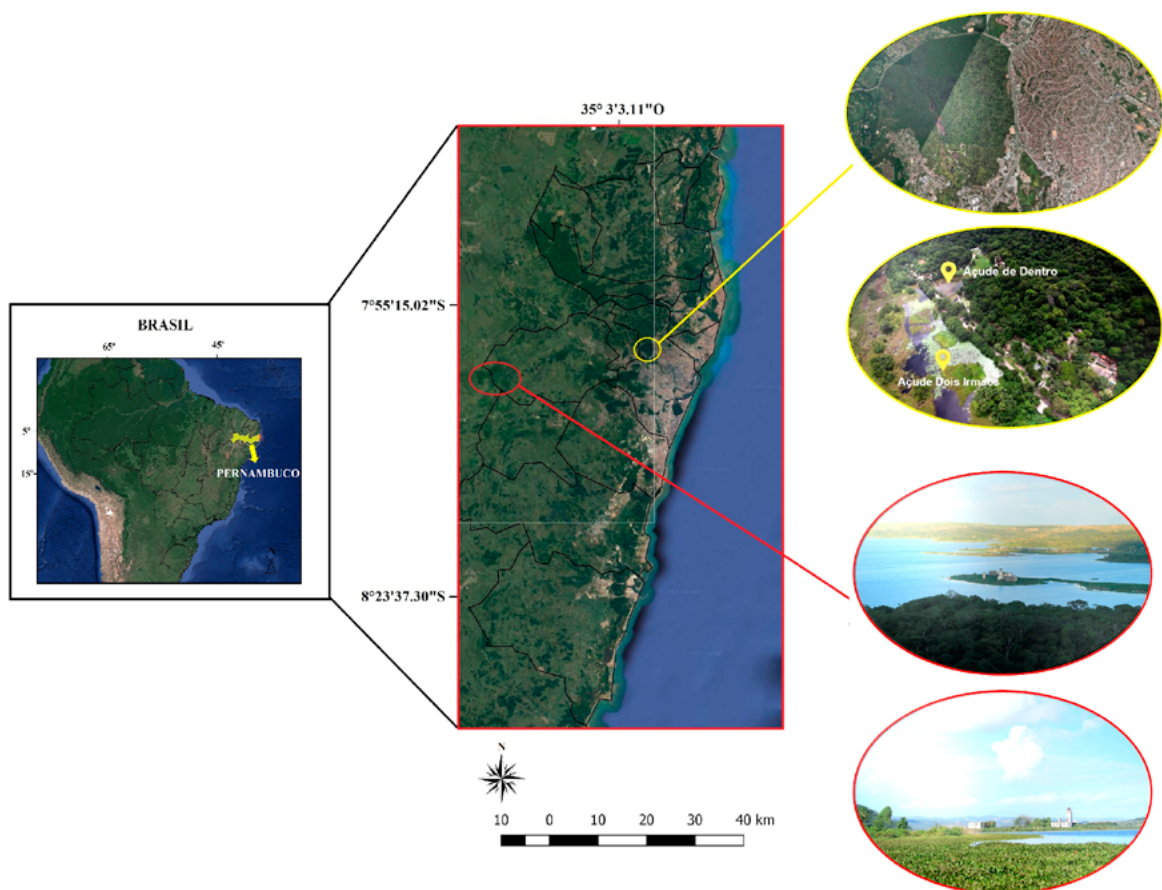 BRASIL
65°
45°
5°
15°
PERNAMBUCO
35° 3'3.11"O
7°55'15.02"S
8°23'37.30"S
Açude de Dentro
Açude Dois Irmãos
N
10 0 10 20 30 40 km